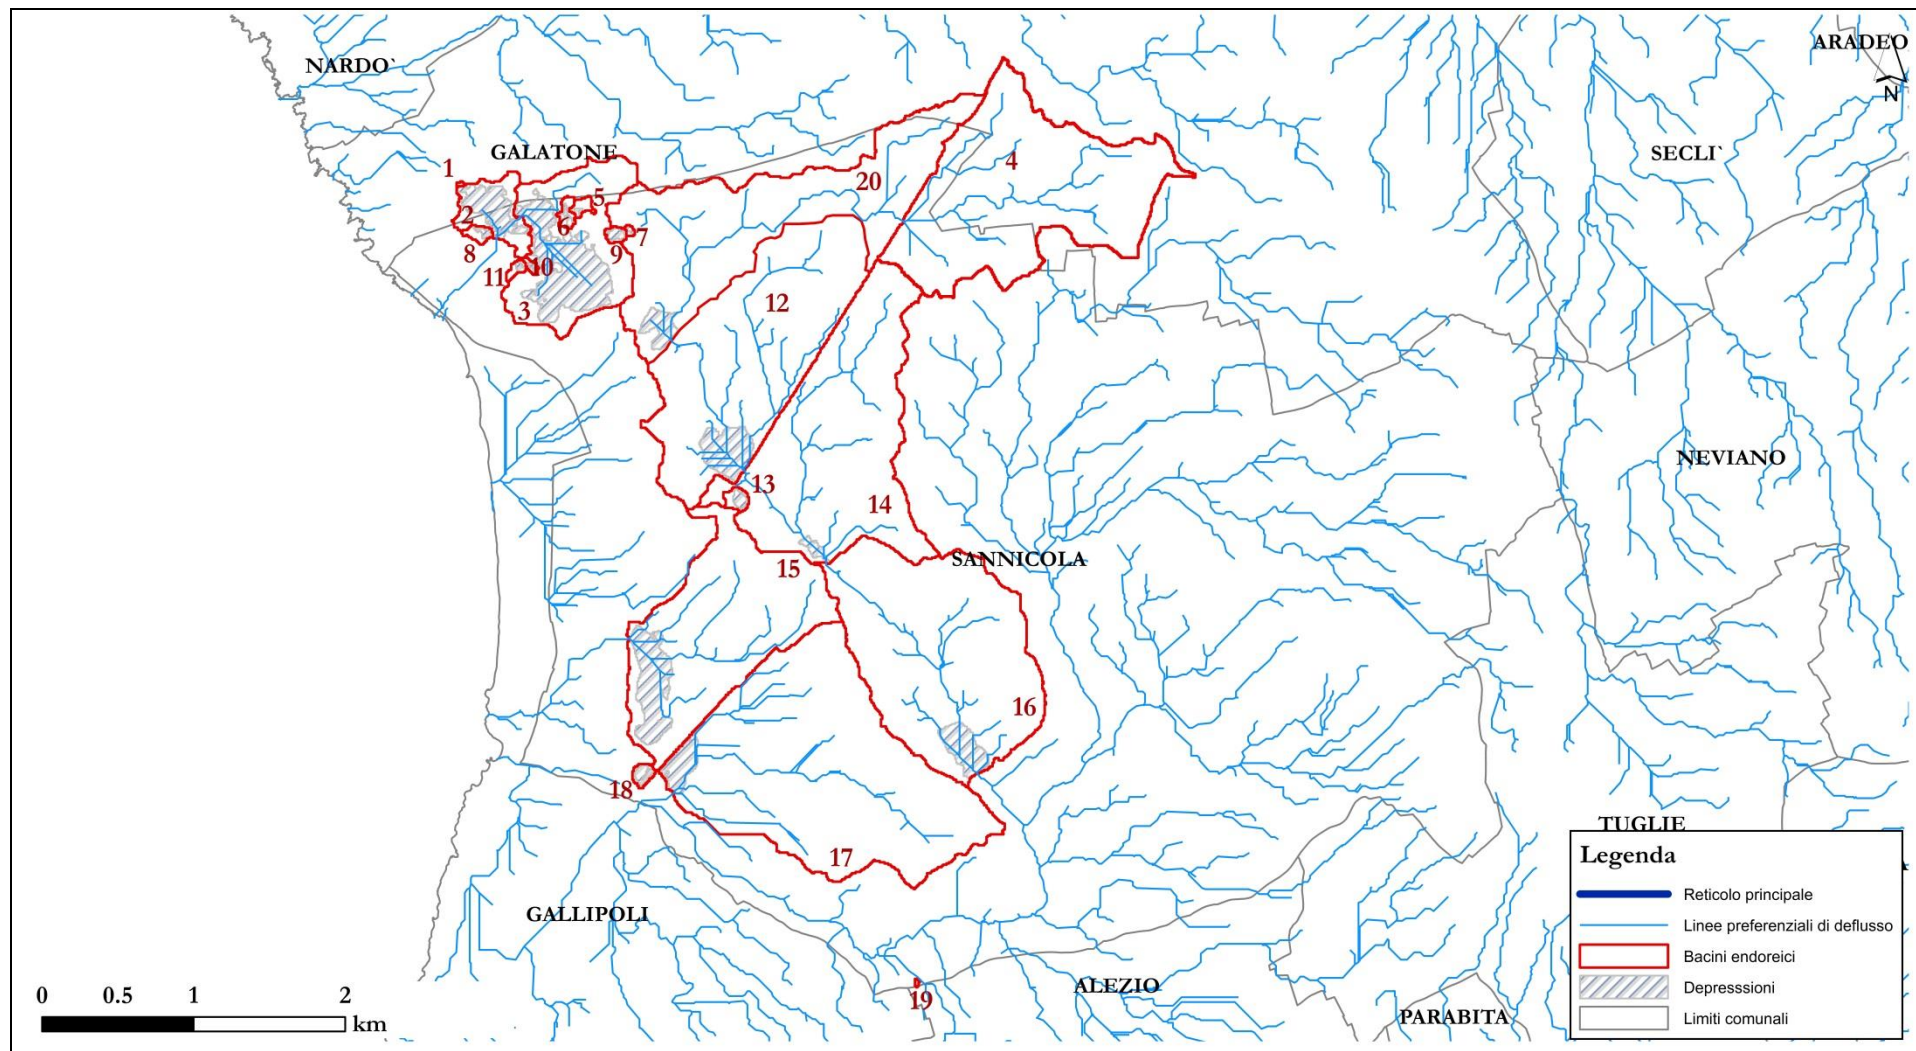 ARADEO
NARDO`
N
GALATONE
SECLI`
1
4
20
5
2
6
7
8
9
10
11
3
12
13
14
NEVIANO
SANNICOLA
15
16
18
17
TUGLIE
GALLIPOLI
19
ALEZIO
PARABITA
Legenda
Reticolo principale
Linee preferenziali di deflusso
Bacini endoreici
Depresssioni
Limiti comunali
0 0.5 1 2
km